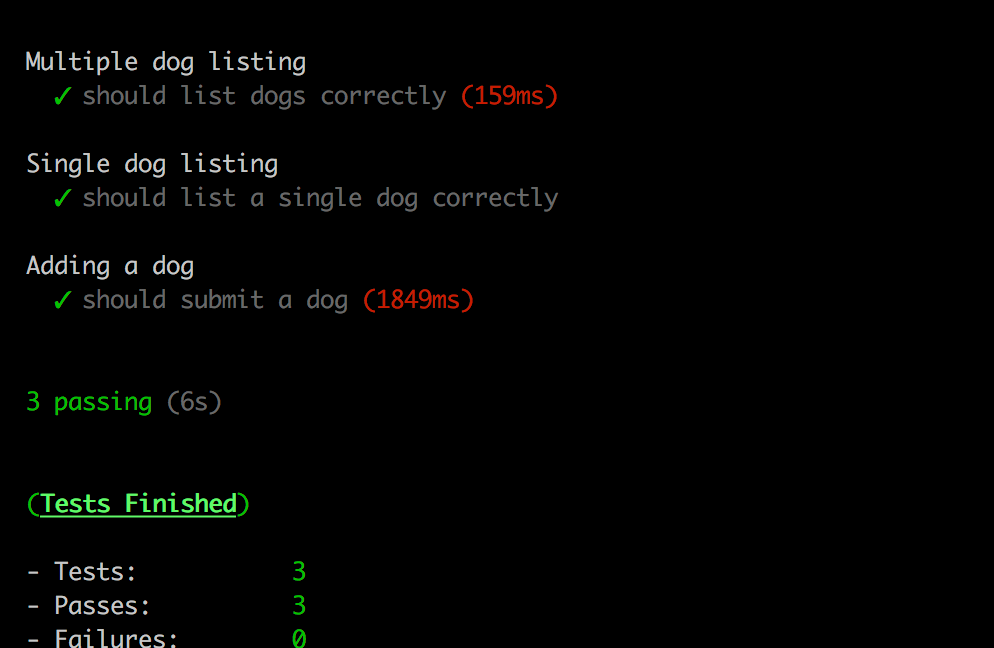 Multiple dog listing
✓ should list dogs correctly (159ms)
Single dog listing
✓ should list a single dog correctly
Adding a dog
✓ should submit a dog (1849ms)
3 passing (6s)
(Tests Finished)
- Tests: 3
- Passes: 3
- Failures: 0